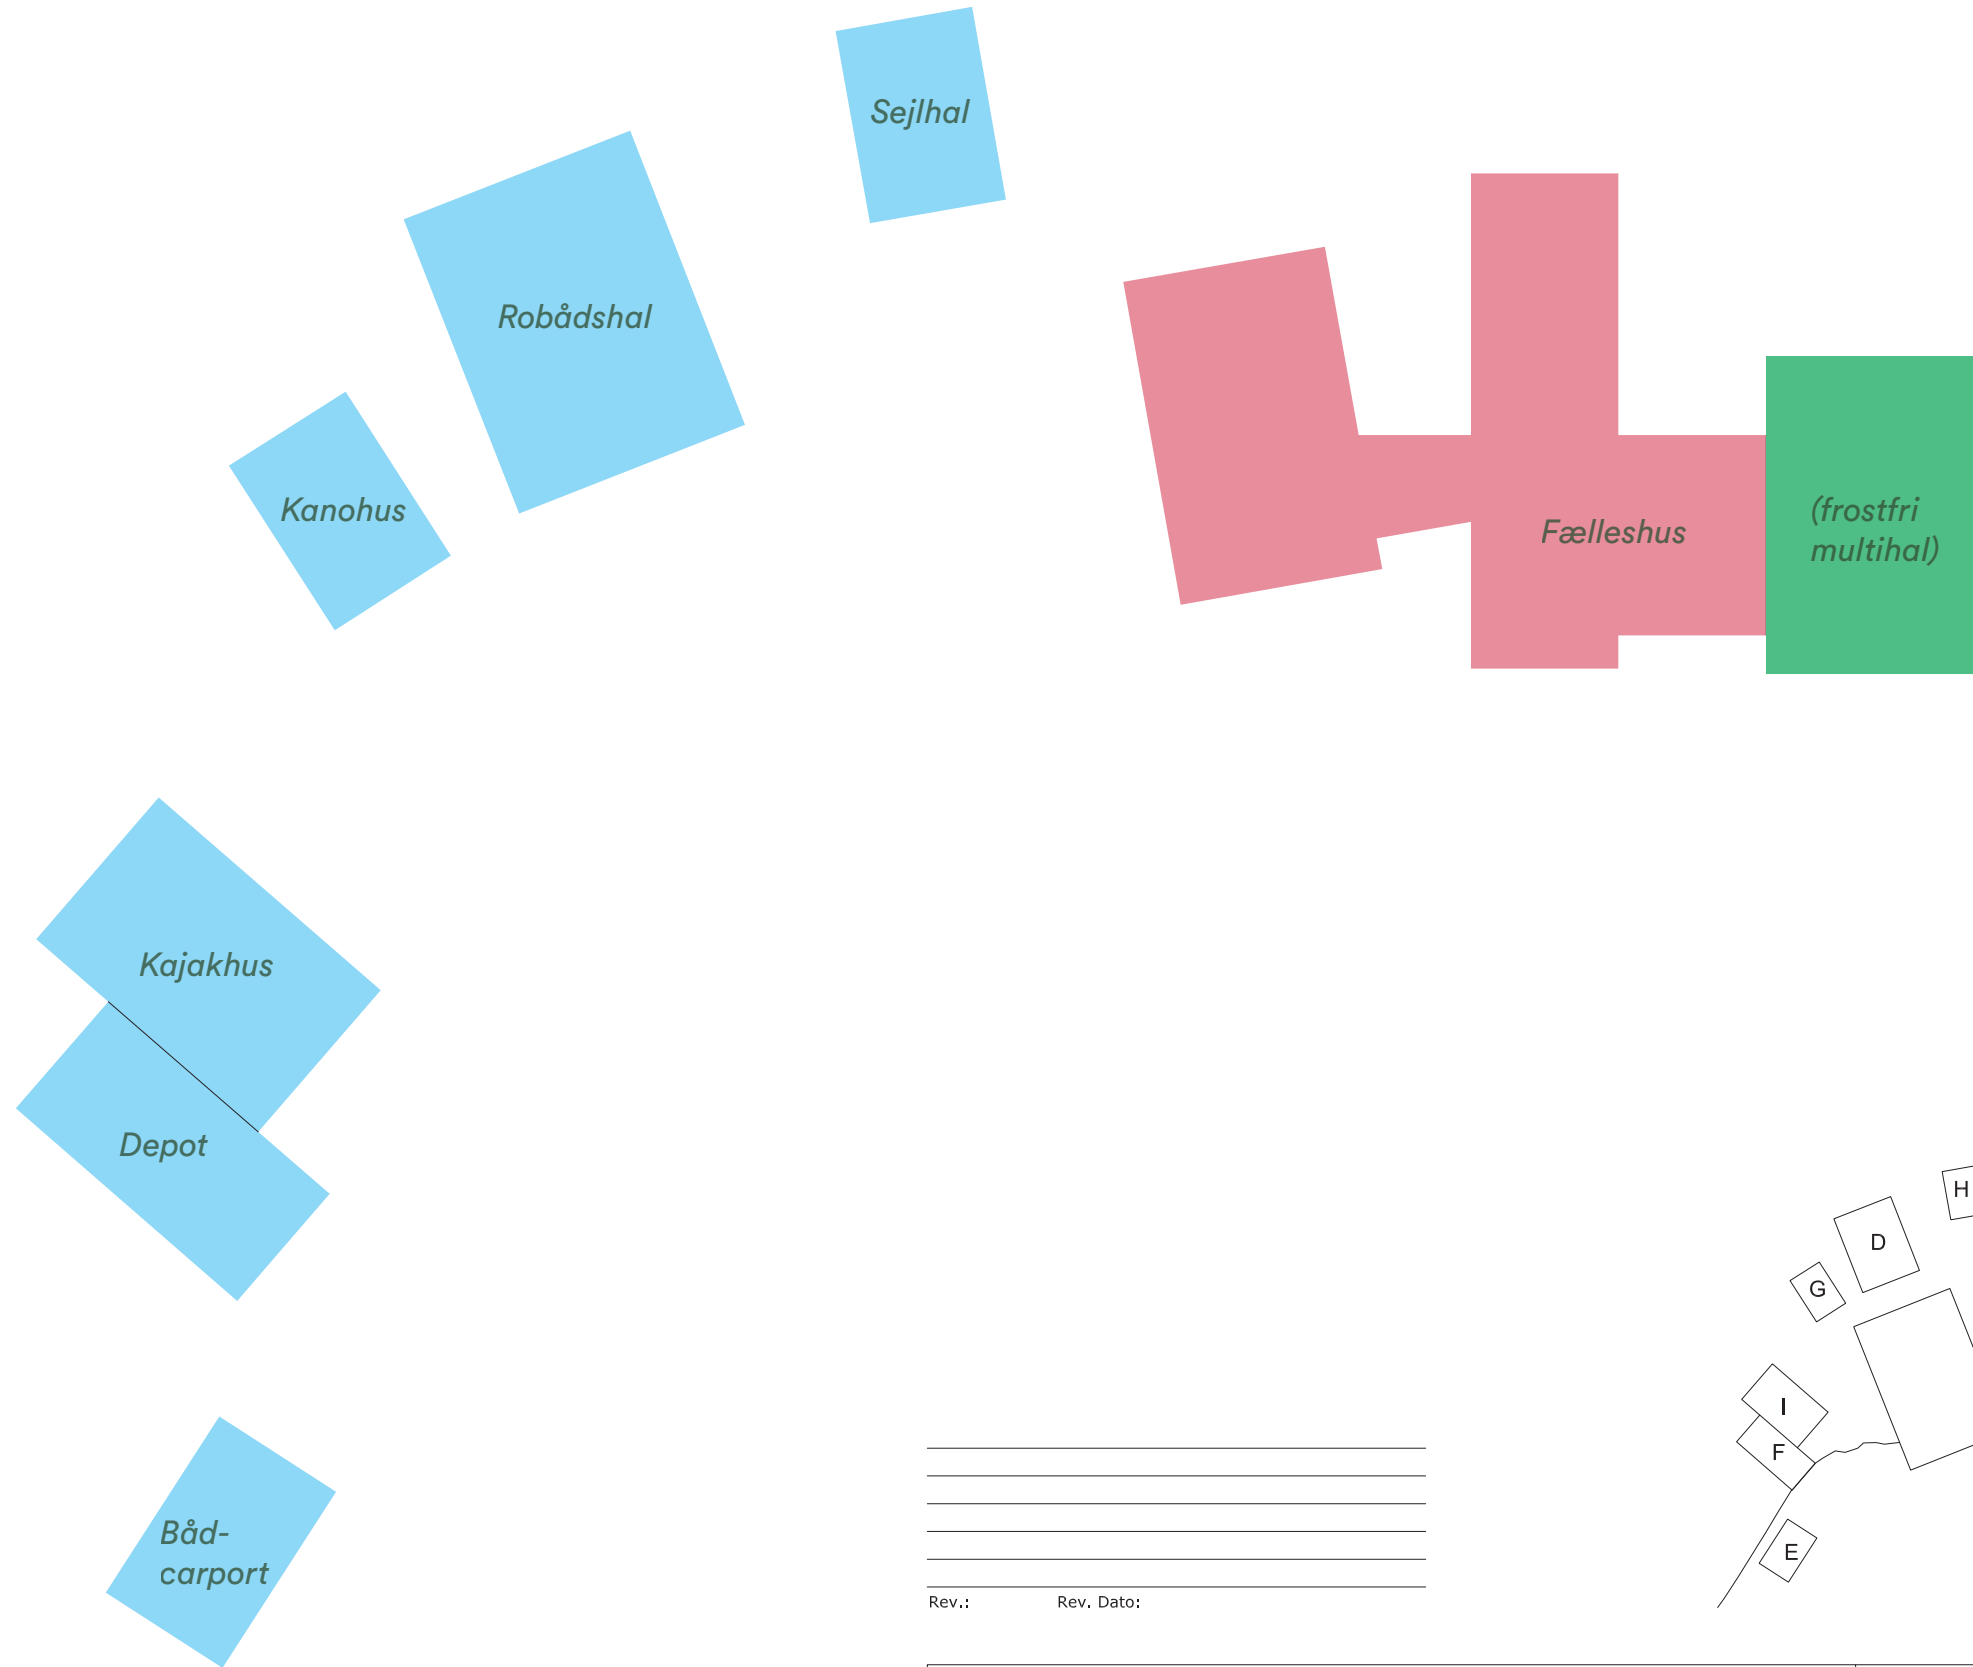 Sejlhal
Robådshal
Kanohus
Fælleshus
(frostfri
multihal)
Kajakhus
Depot
Båd-
carport
H
D
G
I
F
E
Rev.: Rev. Dato: